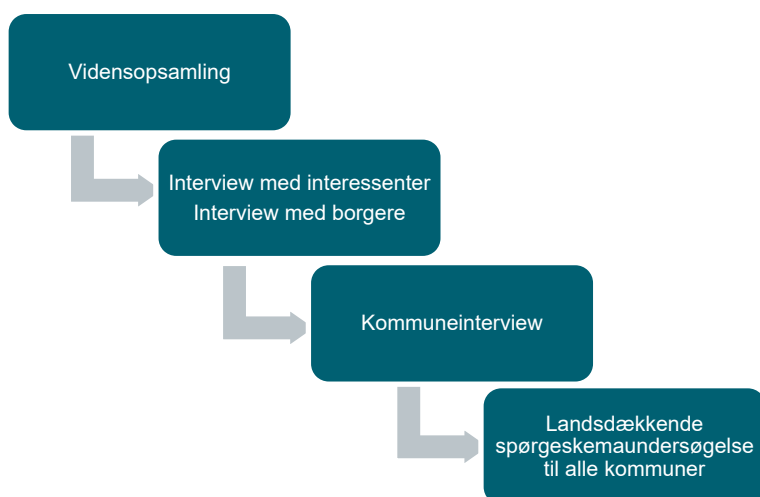 Vidensopsamling
Interview med interessenter
Interview med borgere
Kommuneinterview
Landsdækkende
spørgeskemaundersøgelse
til alle kommuner